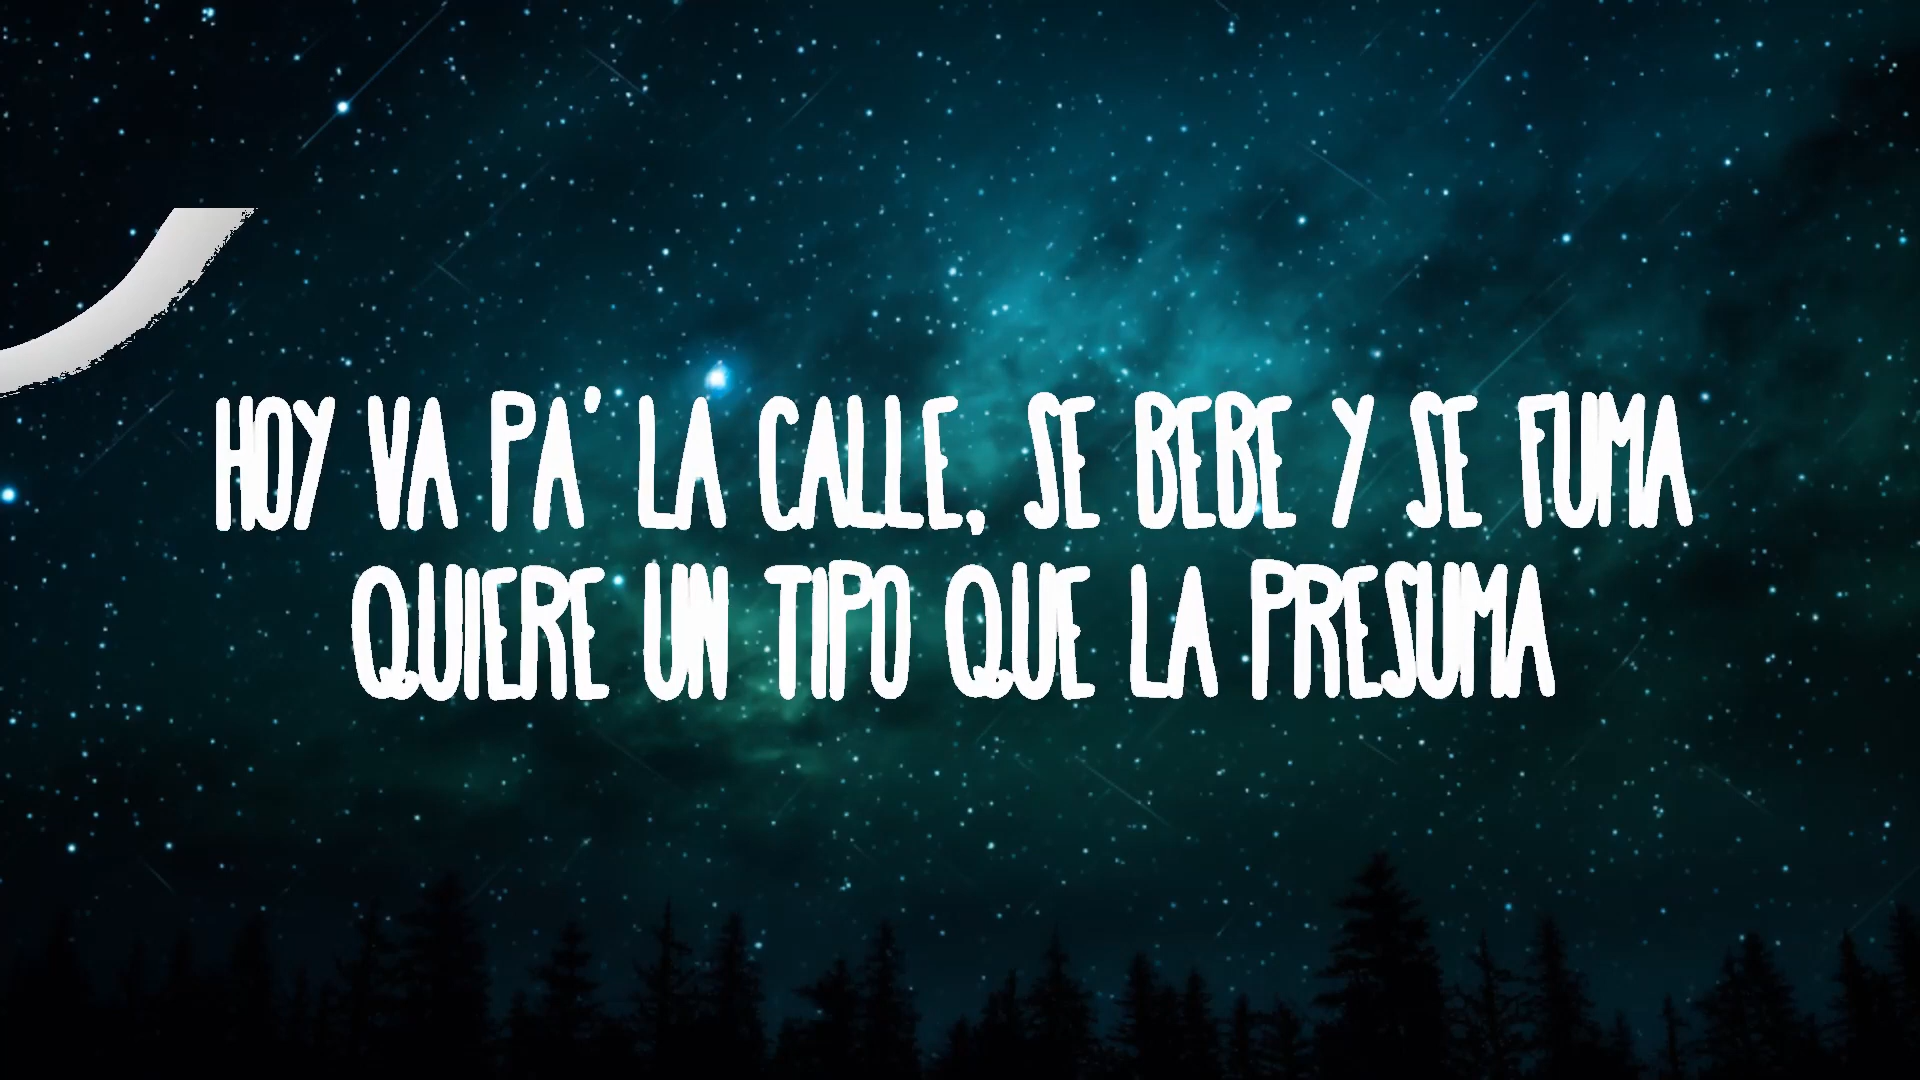 HOY VA PA' LA CALLE, SE BEBE Y SE FUMA
QUIERE UN TIPO QUE LA PRESUMA